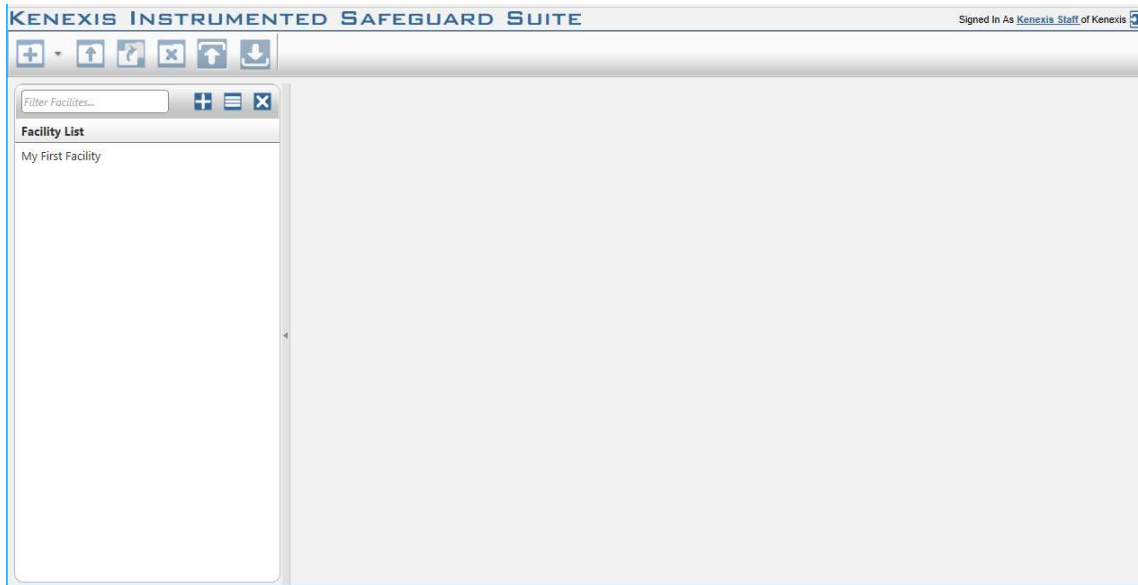 KENEXIS INSTRUMENTED SAFEGUARD SUITE
Signed In As Kenexis Staff of Kenexis
Filter Facilites...
Facility List
My First Facility